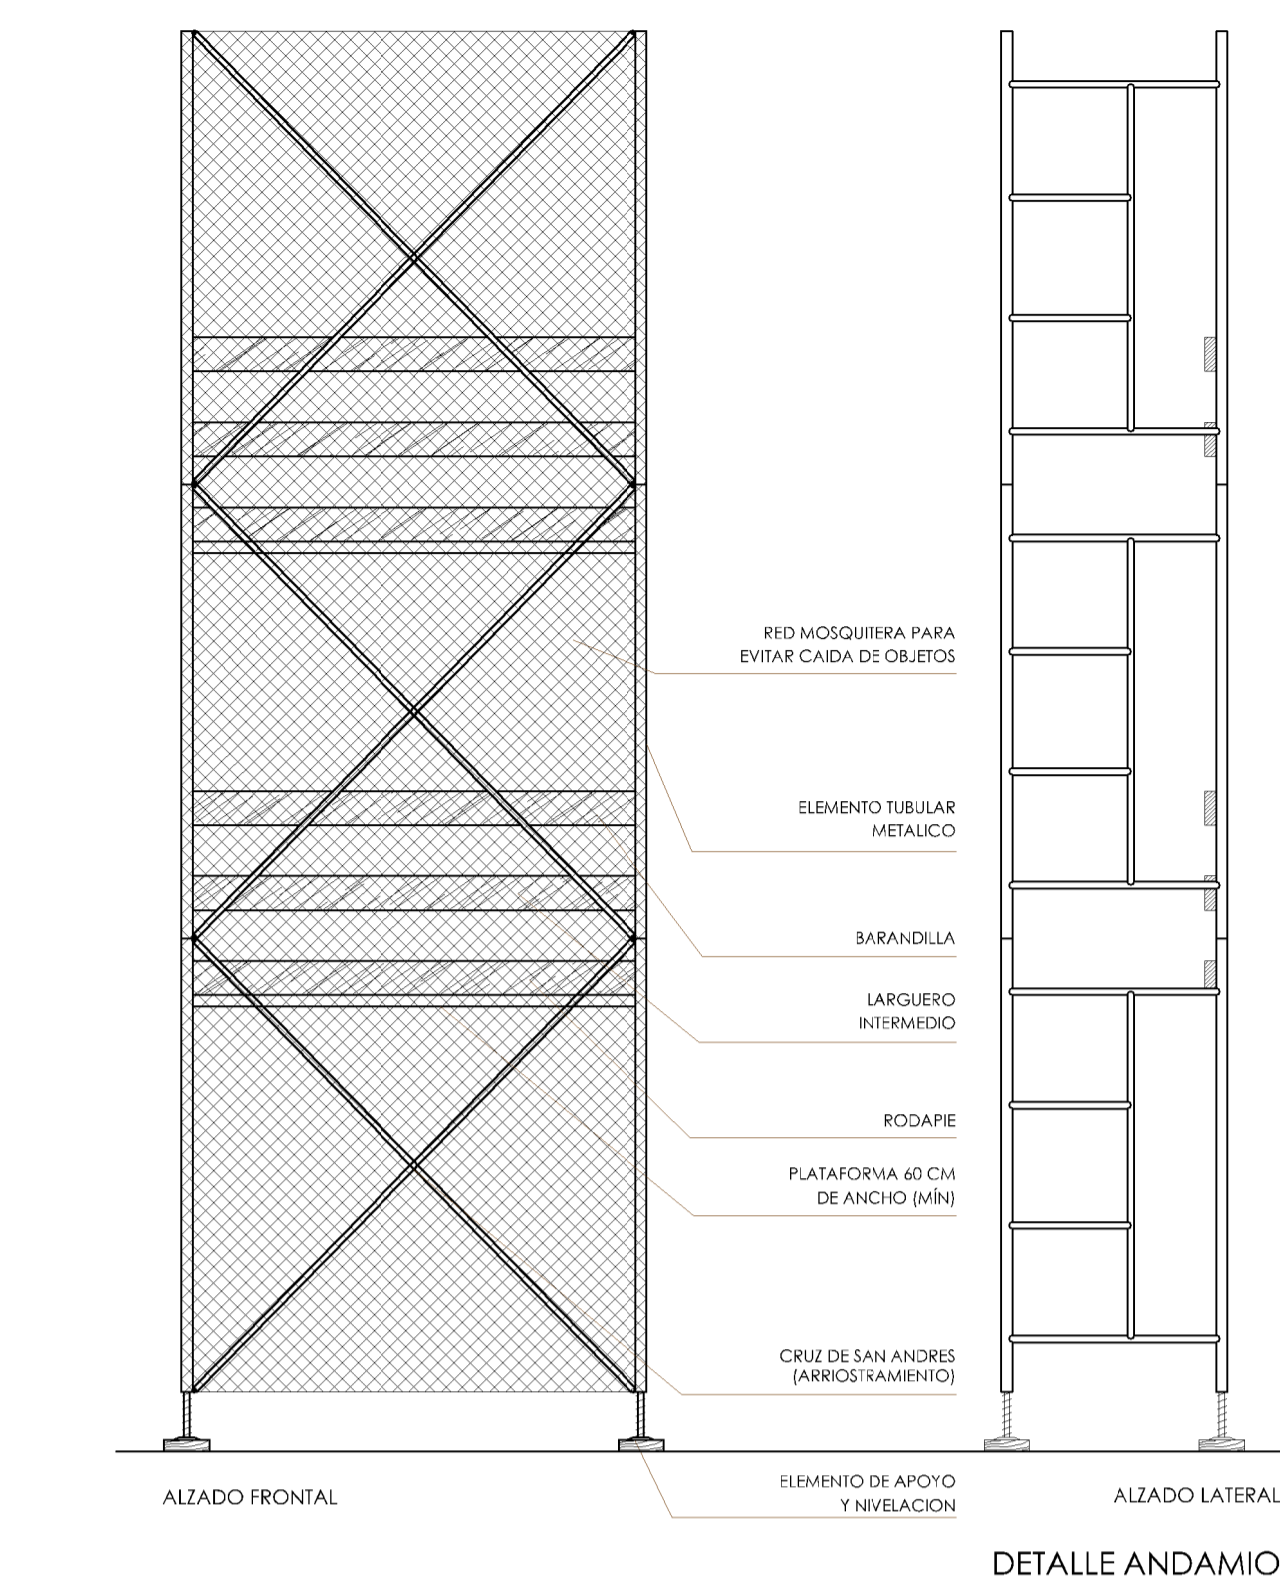 RED MOSQUITERA PARA
EVITAR CAIDA DE OBJETOS
ELEMENTO TUBULAR
METALICO
BARANDILLA
LARGUERO
INTERMEDIO
RODAPIE
PLATAFORMA 60 CM
DE ANCHO (MÍN)
CRUZ DE SAN ANDRES
(ARRIOSTRAMIENTO)
ELEMENTO DE APOYO
Y NIVELACION
ALZADO FRONTAL
ALZADO LATERAL
DETALLE ANDAMIO